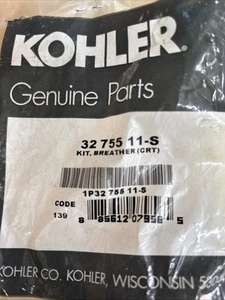 KOHLER
Genuine Parts
32 755 11-S
KIT, BREATHER (CRT)
1P32 755 11-S
CODE
139
KOHLER CO. KOHLER, WISCONSIN